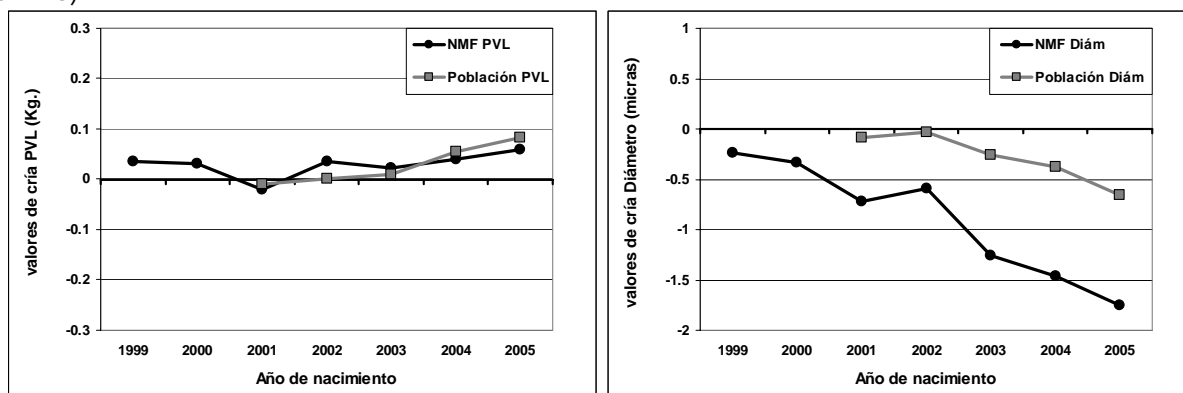 0.3
0.2
0.1
0
-0.1
-0.2
-0.3
valores de cría PVL (Kg.)
NMF PVL
Población PVL
1999 2000 2001 2002 2003 2004 2005
Año de nacimiento
1
0.5
0
-0.5
-1
-1.5
-2
valores de cría Diámetro (micras)
NMF Diám
Población Diám
1999 2000 2001 2002 2003 2004 2005
Año de nacimiento